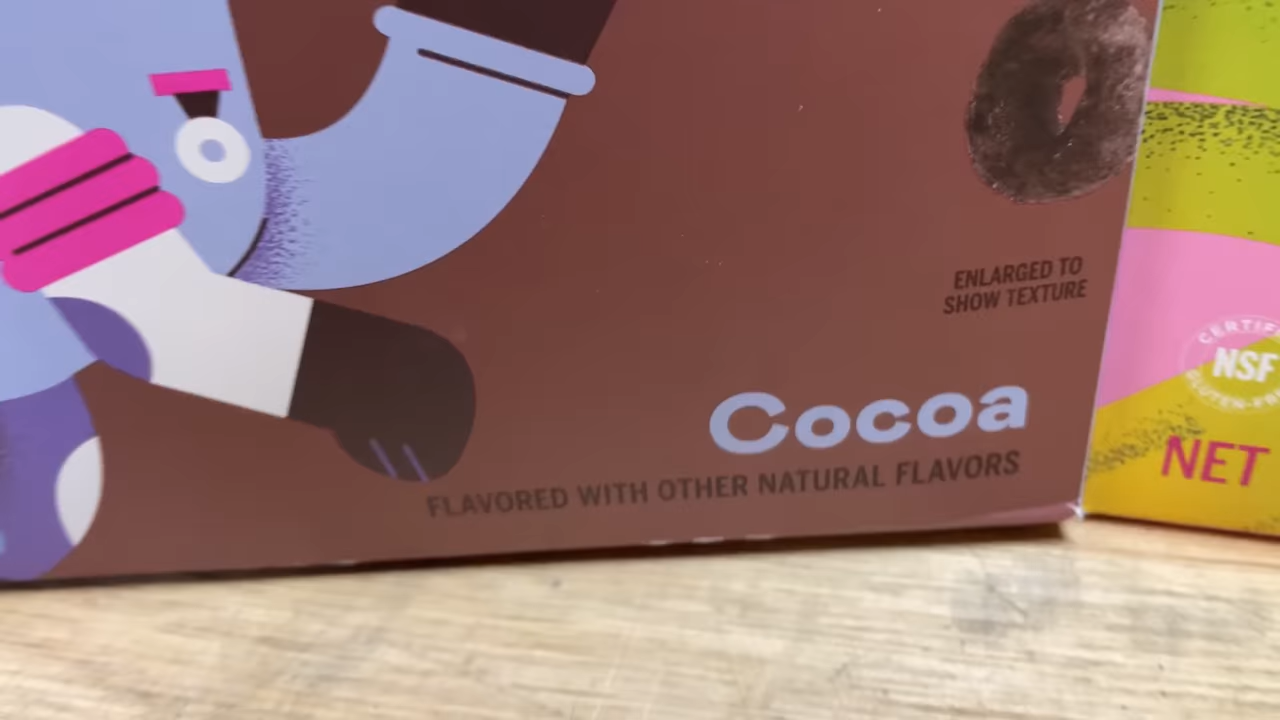 ENLARGED TO
SHOW TEXTURE
Cocoa
FLAVORED WITH OTHER NATURAL FLAVORS
NSF
NET